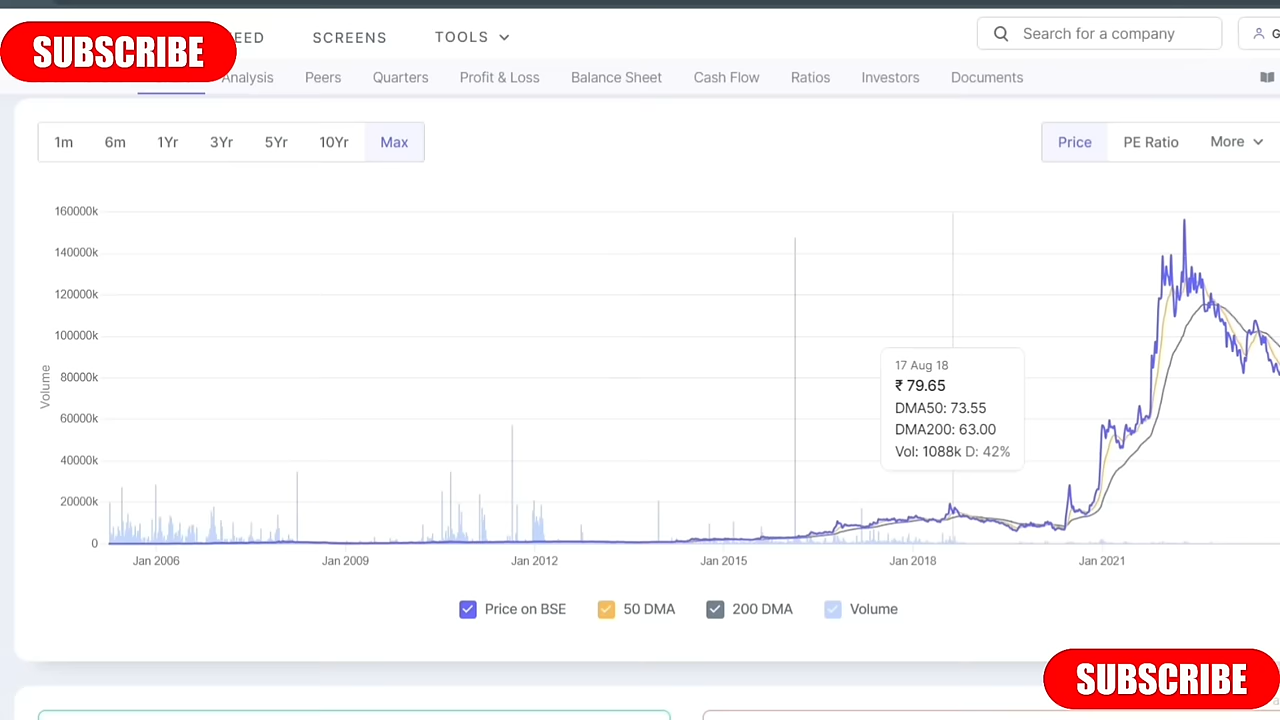 SUBSCRIBE
EED SCREENS TOOLS
Search for a company
G
Analysis Peers Quarters Profit & Loss Balance Sheet Cash Flow Ratios Investors Documents
1m 6m 1Yr 3Yr 5Yr 10Yr Max
Price PE Ratio More
160000k
140000k
120000k
100000k
80000k
60000k
40000k
20000k
0
Volume
17 Aug 18
₹ 79.65
DMA50: 73.55
DMA200: 63.00
Vol: 1088k D: 42%
Jan 2006 Jan 2009 Jan 2012 Jan 2015 Jan 2018 Jan 2021
Price on BSE 50 DMA 200 DMA Volume
SUBSCRIBE